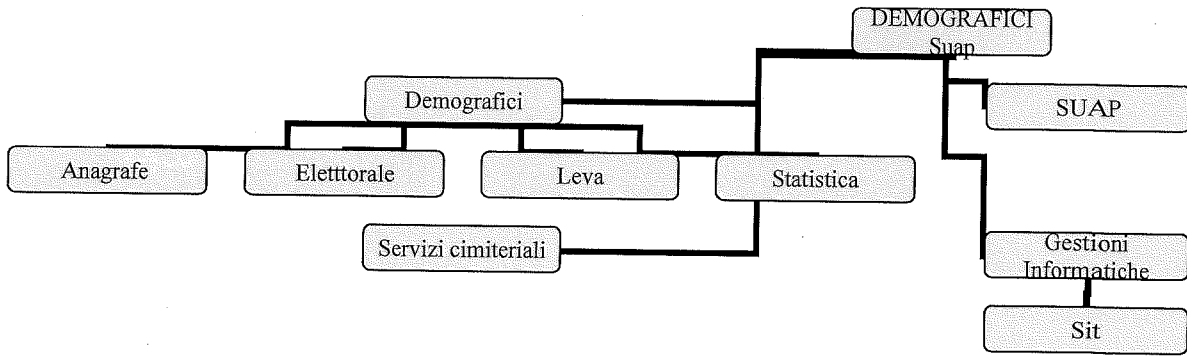 DEMOGRAFICI
Suap
Demografici
SUAP
Anagrafe
Eletttorale
Leva
Statistica
Servizi cimiteriali
Gestioni
Informatiche
Sit